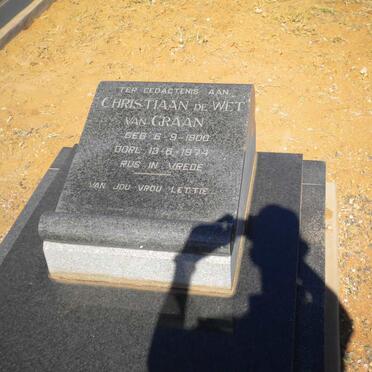 TER GEDAGTENIS AAN
CHRISTIAAN DE WET
VAN GRAAN
GEB 6-9-1900
OORL 13-6-1974
RUS IN VREDE
VAN JOU VROU LETTIE